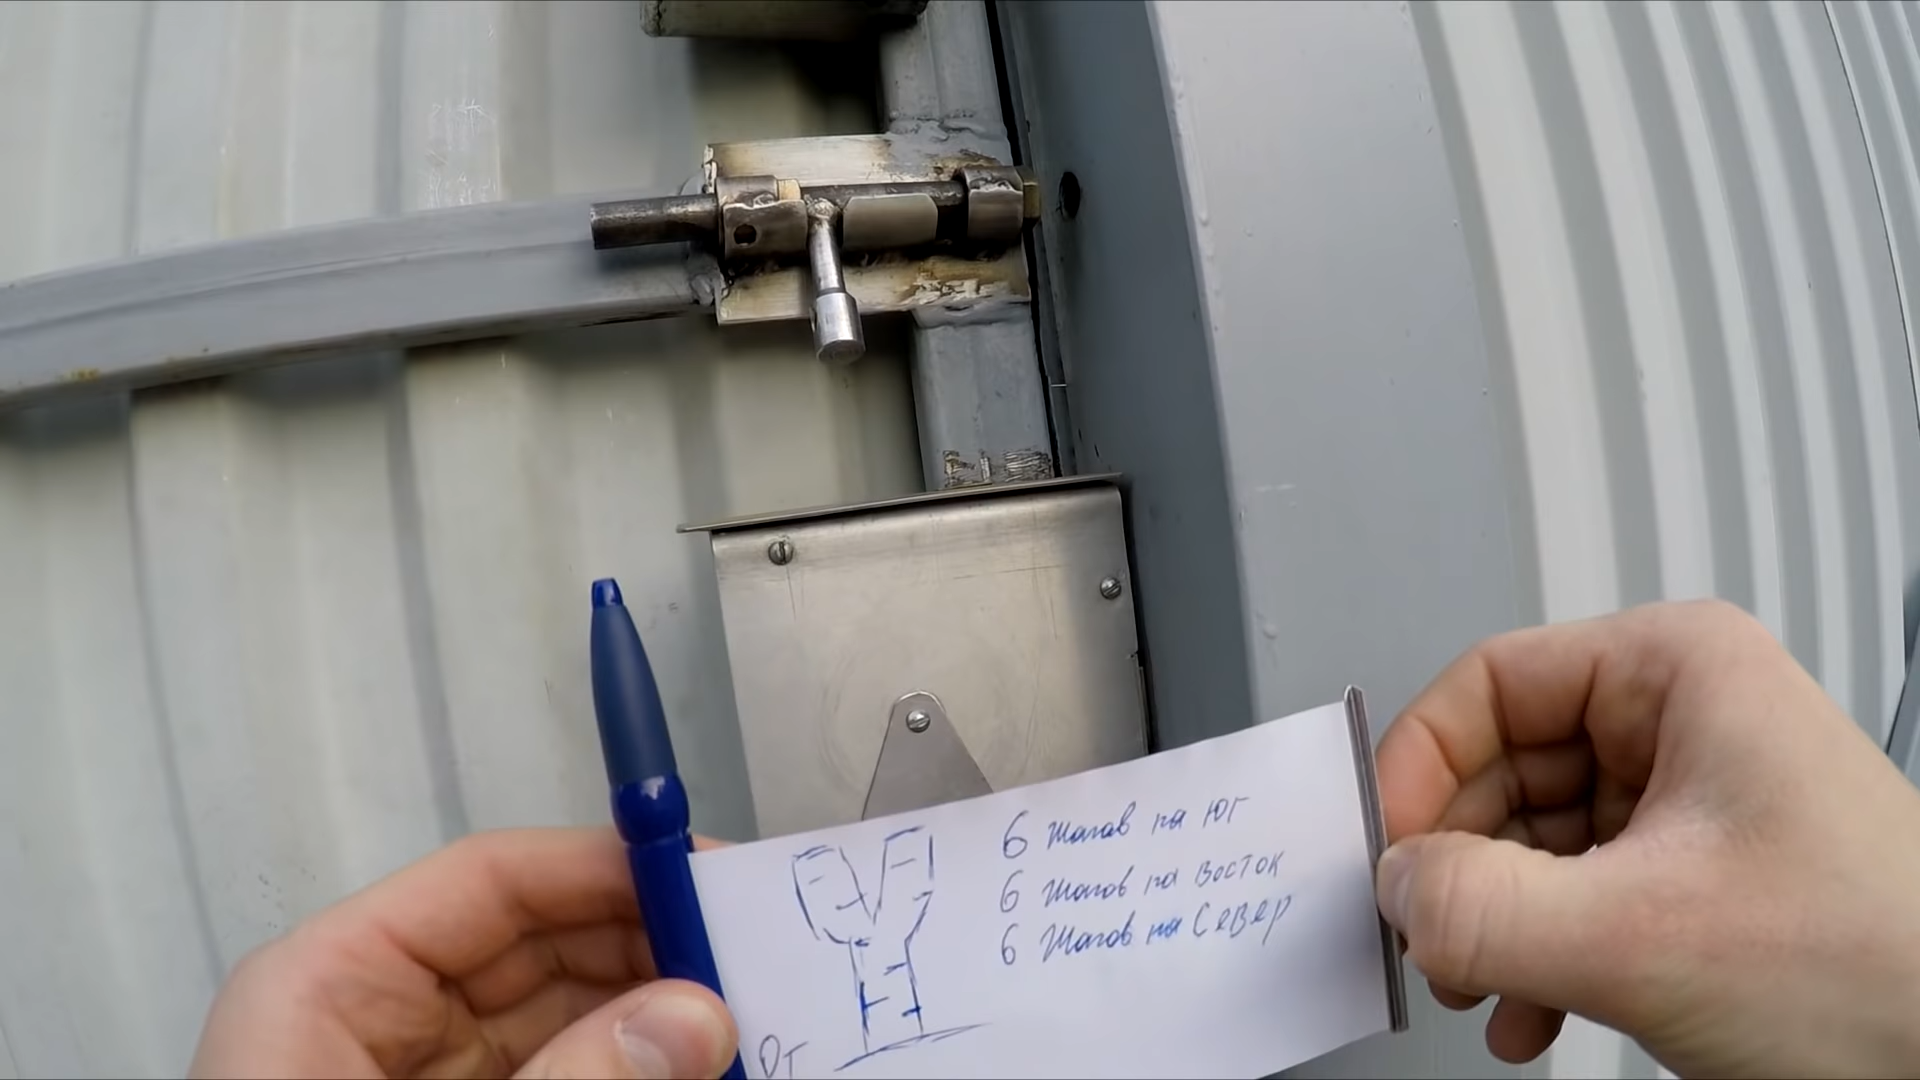 6 шагов на юг
6 шагов на восток
6 шагов на Север
От